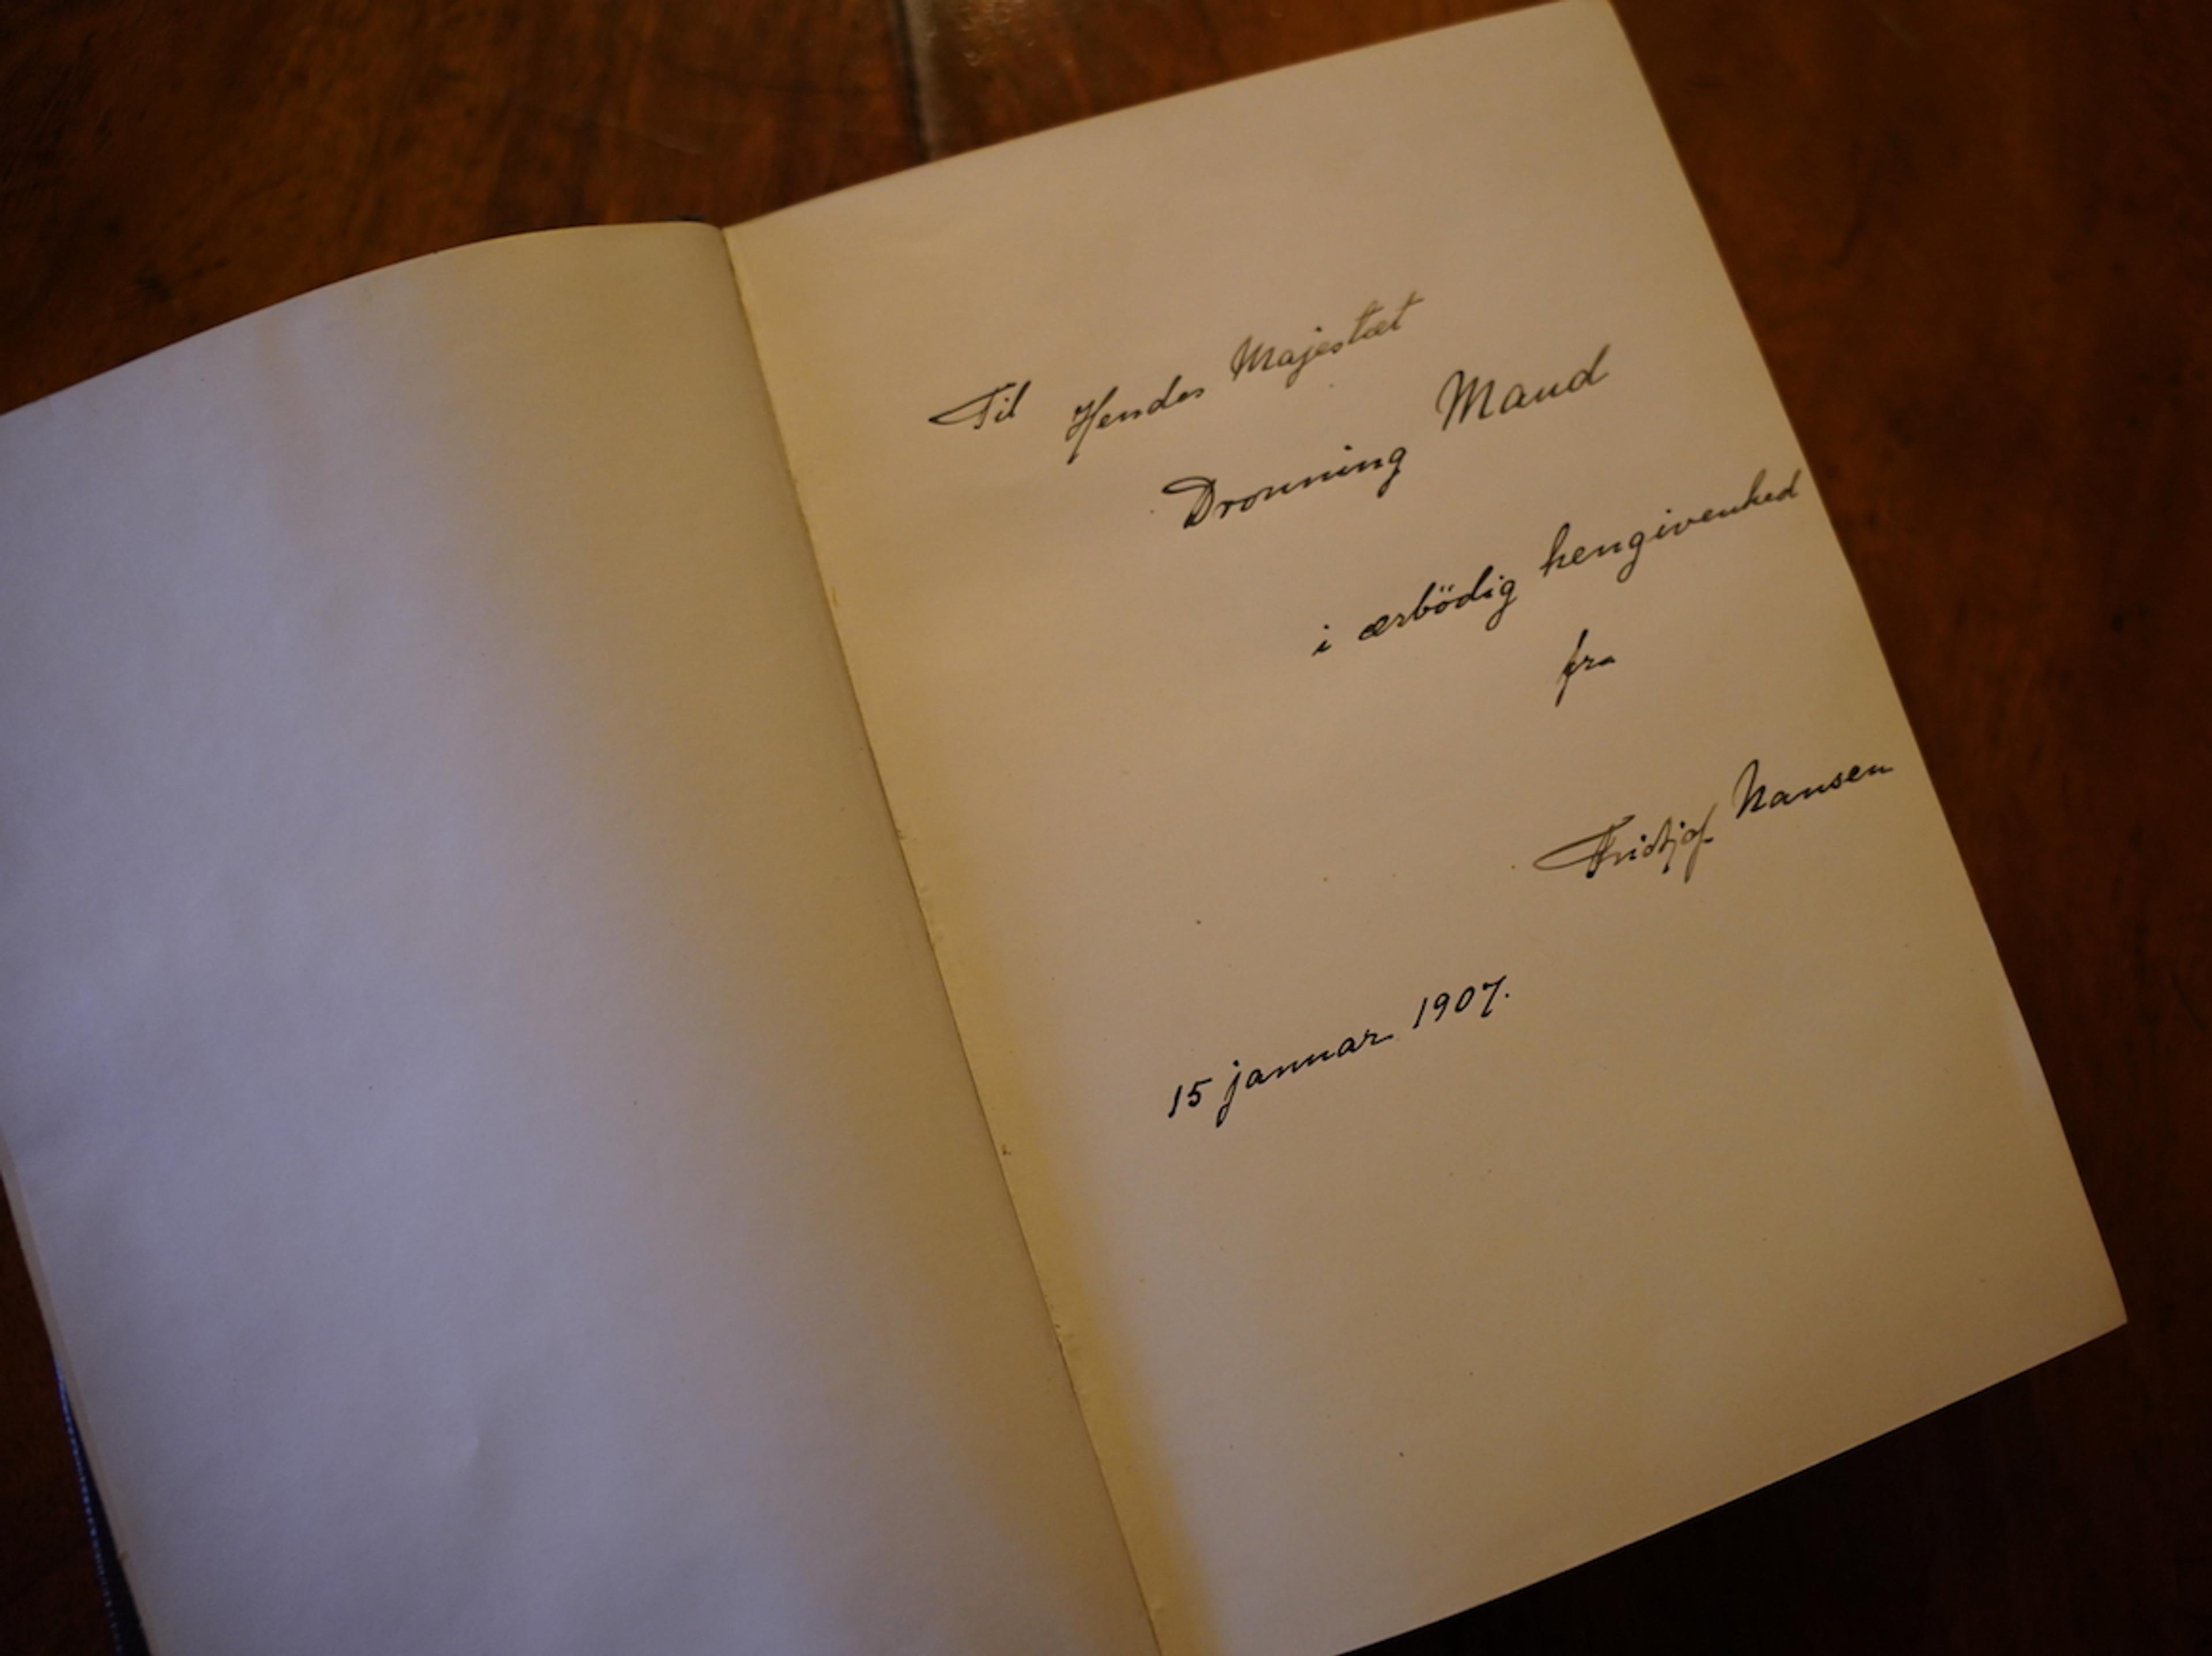 Til Hendes Majestæt
Dronning Maud
i ærbödig hengivenhed
fra
Fridtjof Nansen
15 januar 1907.